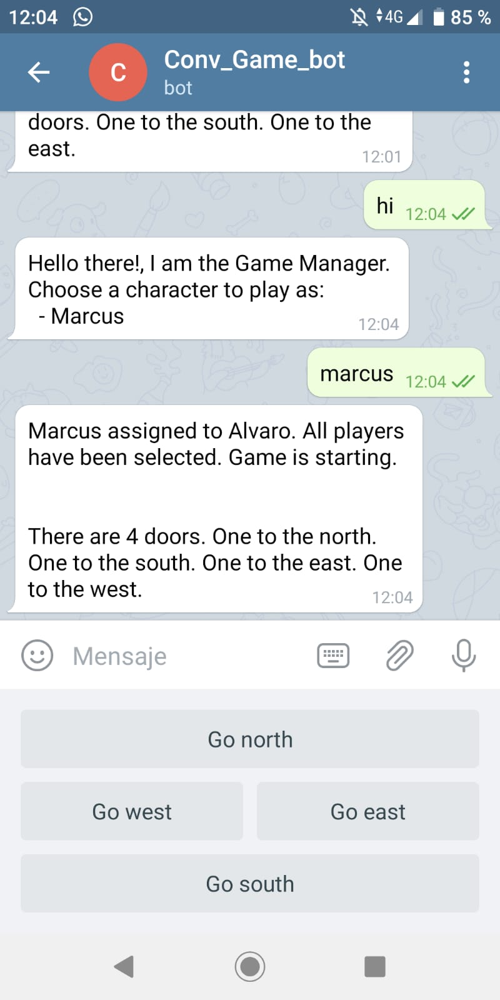 12:04 4G 85 %
C Conv_Game_bot
bot
doors. One to the south. One to the
east.
12:01
hi 12:04
Hello there!, I am the Game Manager.
Choose a character to play as:
- Marcus
12:04
marcus 12:04
Marcus assigned to Alvaro. All players
have been selected. Game is starting.
There are 4 doors. One to the north.
One to the south. One to the east. One
to the west.
12:04
Mensaje
Go north
Go west Go east
Go south